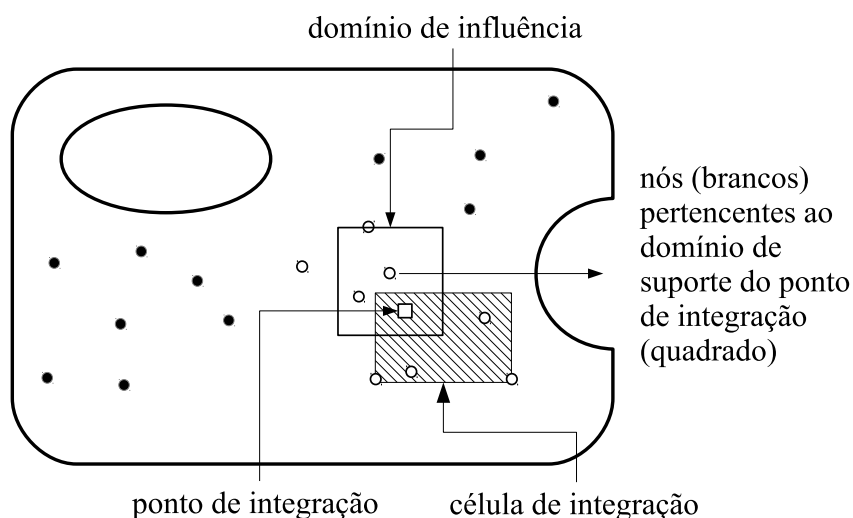 domínio de influência
nós (brancos)
pertencentes ao
domínio de
suporte do ponto
de integração
(quadrado)
ponto de integração
célula de integração